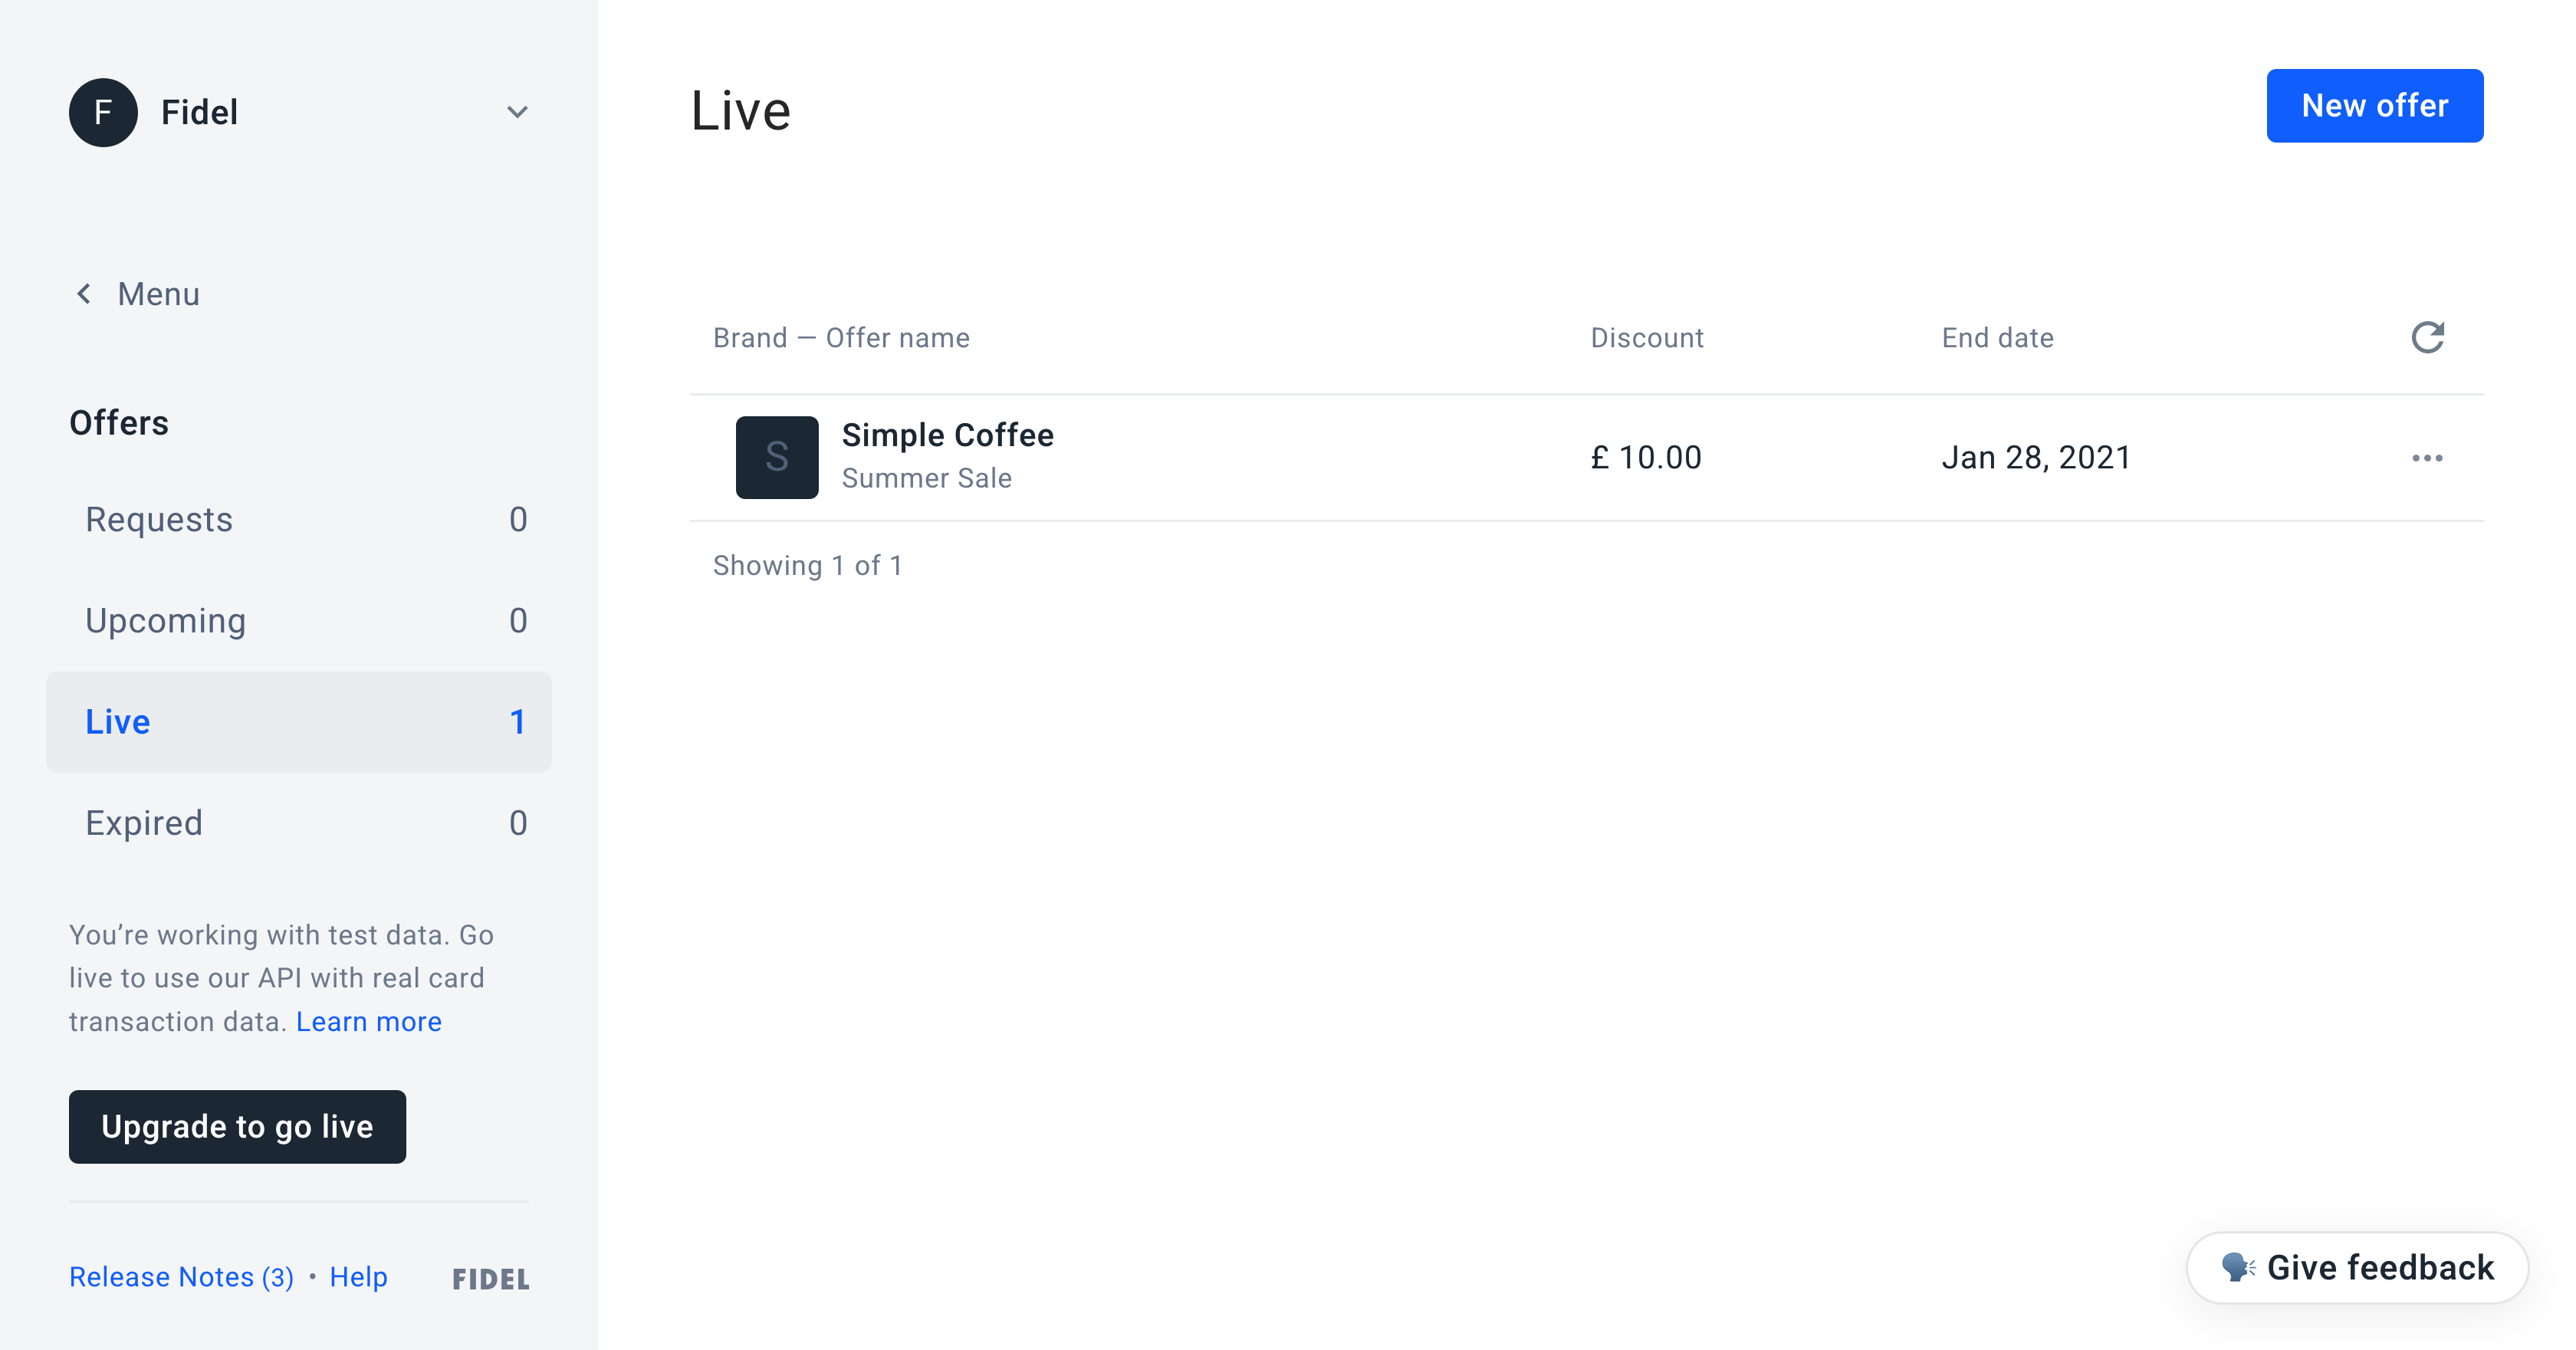 F Fidel
Menu
Offers
Requests 0
Upcoming 0
Live 1
Expired 0
You’re working with test data. Go
live to use our API with real card
transaction data. Learn more
Upgrade to go live
Release Notes (3) • Help FIDEL
Live
New offer
Brand — Offer name Discount End date
S Simple Coffee £ 10.00 Jan 28, 2021
Summer Sale
Showing 1 of 1
Give feedback